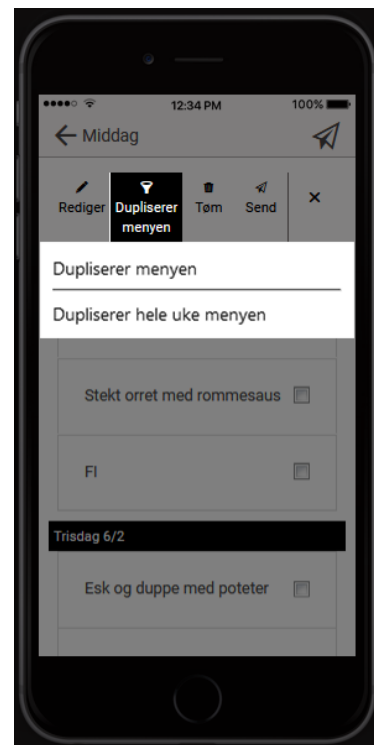 12:34 PM 100%
Middag
Rediger Dupliserer menyen Tøm Send ×
Dupliserer menyen
Dupliserer hele uke menyen
Stekt orret med rommesaus
FI
Trisdag 6/2
Esk og duppe med poteter